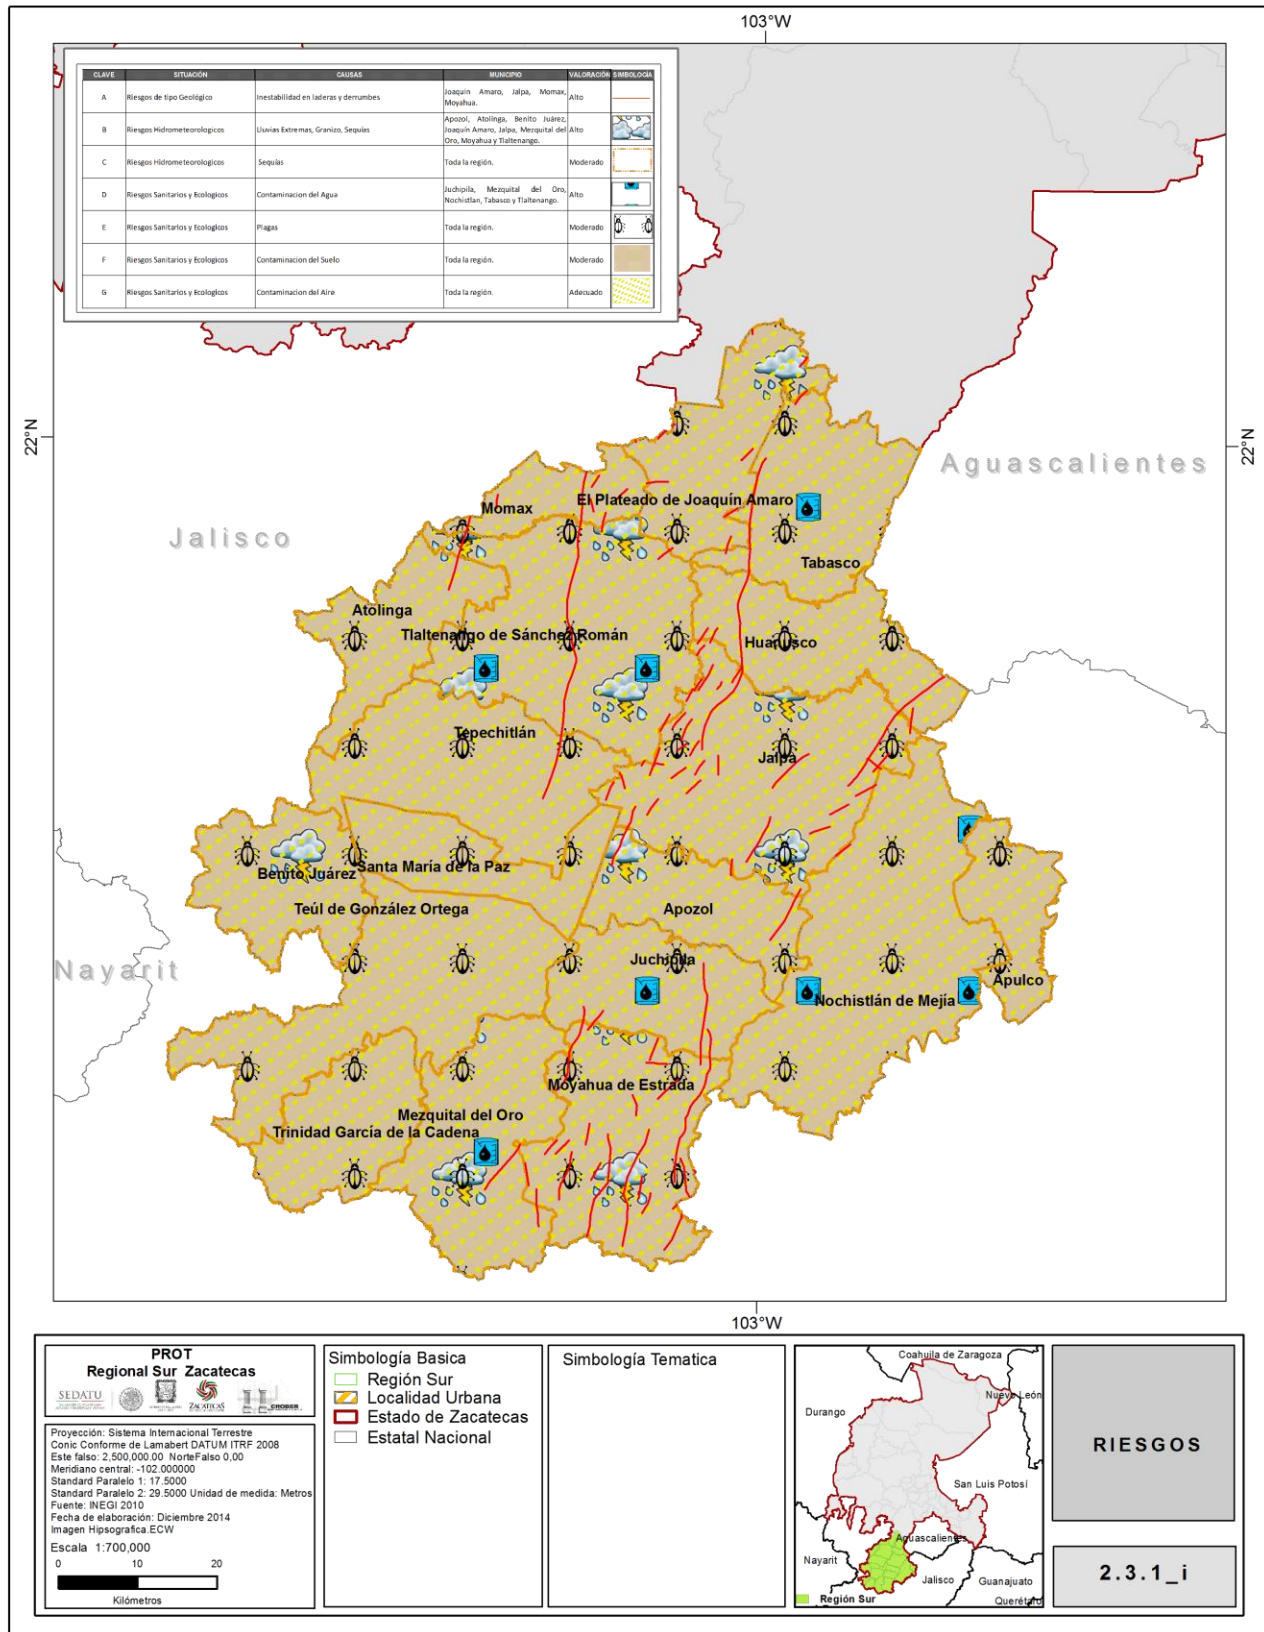 103°W
CLAVE SITUACIÓN CAUSAS MUNICIPIO VALORACIÓN SIMBOLOGÍA
A Riesgos de tipo Geológico Inestabilidad en laderas y derrumbes Joaquín Amaro, Jalpa, Momax, Moyahua. Alto
B Riesgos Hidrometeorologicos Lluvias Extremas, Granizo, Sequías Apozol, Atolinga, Benito Juárez, Joaquín Amaro, Jalpa, Mezquital del Oro, Moyahua y Tlaltenango. Alto
C Riesgos Hidrometeorologicos Sequías Toda la región. Moderado
D Riesgos Sanitarios y Ecologicos Contaminacion del Agua Juchipila, Mezquital del Oro, Nochistlan, Tabasco y Tlaltenango. Alto
E Riesgos Sanitarios y Ecologicos Plagas Toda la región. Moderado
F Riesgos Sanitarios y Ecologicos Contaminacion del Suelo Toda la región. Moderado
G Riesgos Sanitarios y Ecologicos Contaminacion del Aire Toda la región. Adecuado
22°N
22°N
Aguascalientes
Jalisco
Nayarit
Momax
El Plateado de Joaquín Amaro
Tabasco
Atolinga
Tlaltenango de Sánchez Román
Huanusco
Tepechitlán
Jalpa
Benito Juárez
Santa María de la Paz
Teúl de González Ortega
Apozol
Juchipila
Nochistlán de Mejía
Apulco
Moyahua de Estrada
Mezquital del Oro
Trinidad García de la Cadena
103°W
PROT
Regional Sur Zacatecas
SEDATU
ZACATECAS
CROBER
Proyección: Sistema Internacional Terrestre
Conic Conforme de Lamabert DATUM ITRF 2008
Este falso: 2,500,000.00 NorteFalso 0,00
Meridiano central: -102.000000
Standard Paralelo 1: 17.5000
Standard Paralelo 2: 29.5000 Unidad de medida: Metros
Fuente: INEGI 2010
Fecha de elaboración: Diciembre 2014
Imagen Hipsografica.ECW
Escala 1:700,000
0 10 20
Kilómetros
Simbología Basica
Región Sur
Localidad Urbana
Estado de Zacatecas
Estatal Nacional
Simbología Tematica
Coahuila de Zaragoza
Nuevo León
Durango
San Luis Potosí
Aguascalientes
Nayarit
Jalisco
Guanajuato
Querétaro
Región Sur
RIESGOS
2.3.1_i